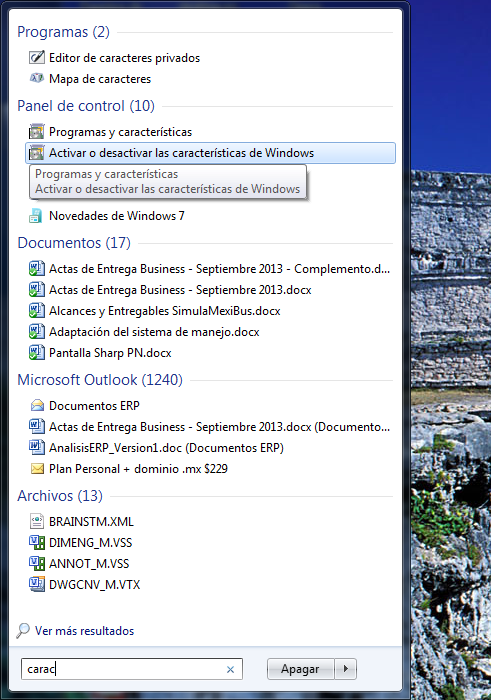 Programas (2)
Editor de caracteres privados
Mapa de caracteres
Panel de control (10)
Programas y características
Activar o desactivar las características de Windows
Programas y características
Activar o desactivar las características de Windows
Novedades de Windows 7
Documentos (17)
Actas de Entrega Business - Septiembre 2013 - Complemento.d...
Actas de Entrega Business - Septiembre 2013.docx
Alcances y Entregables SimulaMexiBus.docx
Adaptación del sistema de manejo.docx
Pantalla Sharp PN.docx
Microsoft Outlook (1240)
Documentos ERP
Actas de Entrega Business - Septiembre 2013.docx (Documento...
AnalisisERP_Version1.doc (Documentos ERP)
Plan Personal + dominio .mx $229
Archivos (13)
BRAINSTM.XML
DIMENG_M.VSS
ANNOT_M.VSS
DWGCNV_M.VTX
Ver más resultados
carac
Apagar